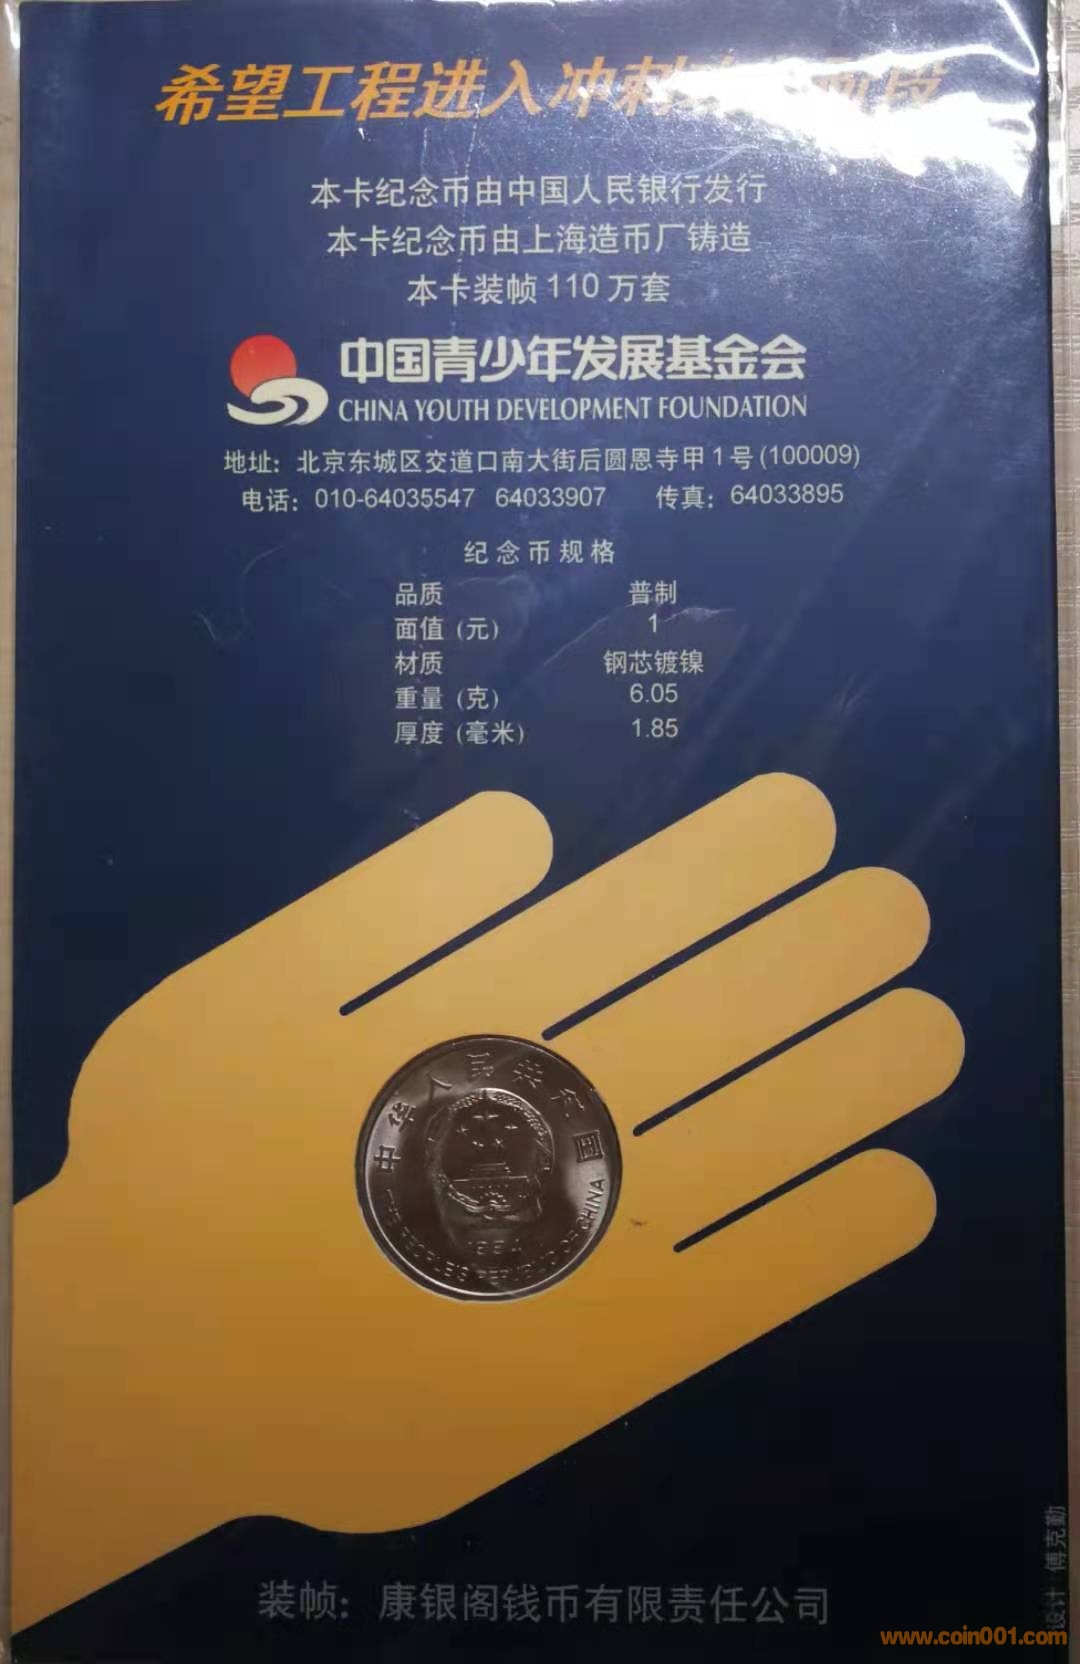 希望工程进入冲刺
本卡纪念币由中国人民银行发行
本卡纪念币由上海造币厂铸造
本卡装帧 110 万套
中国青少年发展基金会
CHINA YOUTH DEVELOPMENT FOUNDATION
地址：北京东城区交道口南大街后圆恩寺甲1号(100009)
电话：010-64035547 64033907 传真：64033895
纪念币规格
品质 普制
面值 (元) 1
材质 钢芯镀镍
重量 (克) 6.05
厚度 (毫米) 1.85
中华人民共和国
1994
THE PEOPLE'S REPUBLIC OF CHINA
装帧：康银阁钱币有限责任公司
设计 傅克勤
www.coin001.com